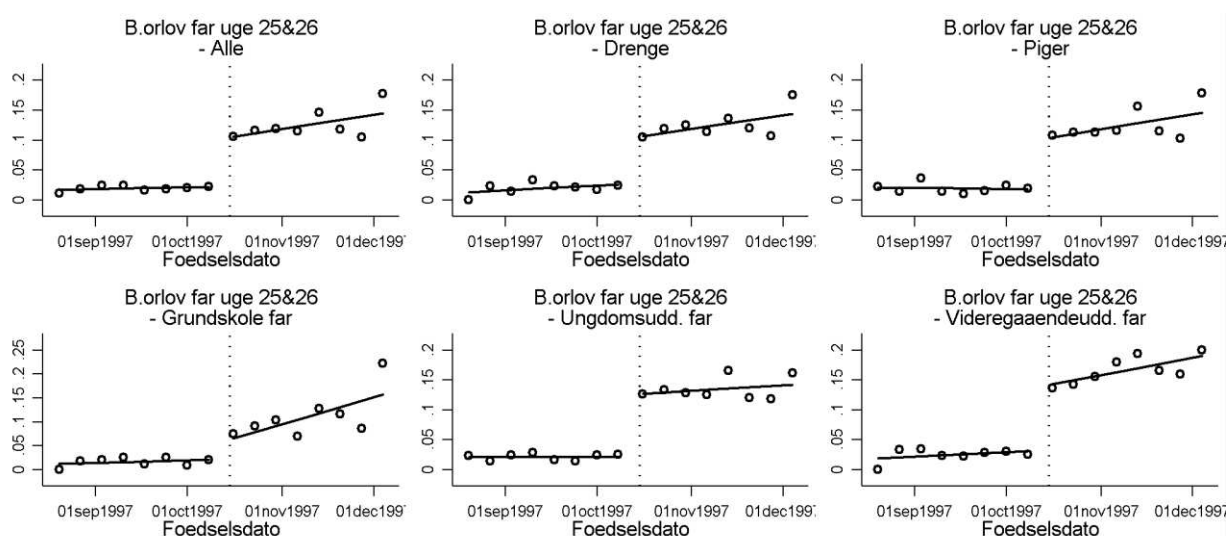 B.orlov far uge 25&26
- Alle
.2
.15
.1
.05
0
01sep1997 01oct1997 01nov1997 01dec1997
Foedselsdato
B.orlov far uge 25&26
- Drenge
.2
.15
.1
.05
0
01sep1997 01oct1997 01nov1997 01dec1997
Foedselsdato
B.orlov far uge 25&26
- Piger
.2
.15
.1
.05
0
01sep1997 01oct1997 01nov1997 01dec1997
Foedselsdato
B.orlov far uge 25&26
- Grundskole far
.25
.2
.15
.1
.05
0
01sep1997 01oct1997 01nov1997 01dec1997
Foedselsdato
B.orlov far uge 25&26
- Ungdomsudd. far
.2
.15
.1
.05
0
01sep1997 01oct1997 01nov1997 01dec1997
Foedselsdato
B.orlov far uge 25&26
- Videregaaendeudd. far
.2
.15
.1
.05
0
01sep1997 01oct1997 01nov1997 01dec1997
Foedselsdato